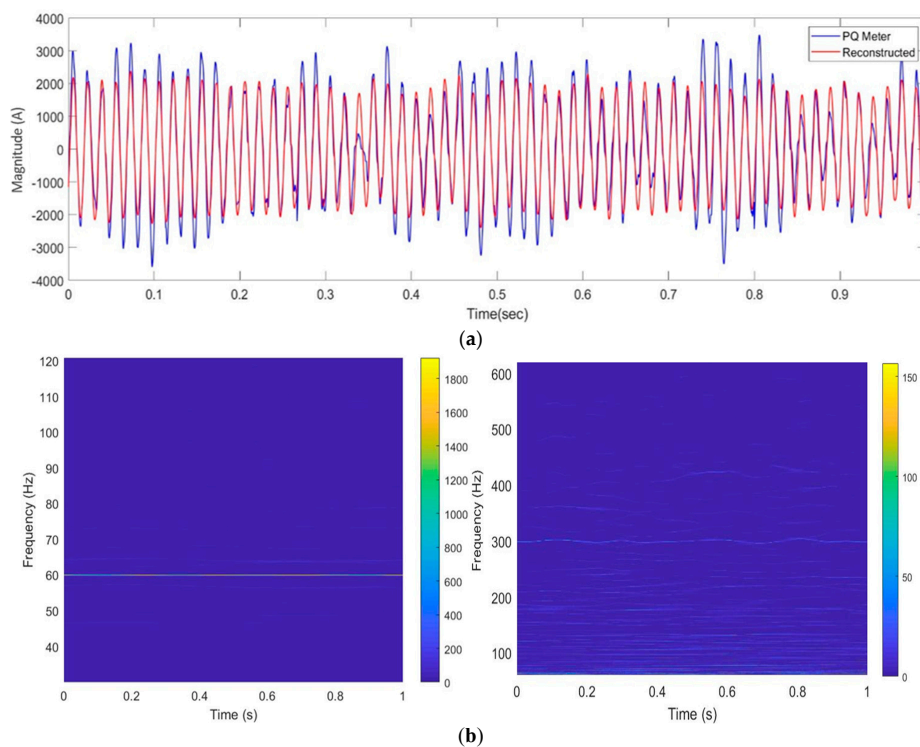 4000
3000
2000
1000
0
-1000
-2000
-3000
-4000
Magnitude (A)
PQ Meter
Reconstructed
0 0.1 0.2 0.3 0.4 0.5 0.6 0.7 0.8 0.9
Time(sec)
(a)
120
110
100
90
80
70
60
50
40
Frequency (Hz)
0 0.2 0.4 0.6 0.8 1
Time (s)
1800
1600
1400
1200
1000
800
600
400
200
0
600
500
400
300
200
100
Frequency (Hz)
0 0.2 0.4 0.6 0.8 1
Time (s)
150
100
50
0
(b)